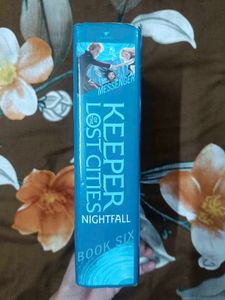 MESSENGER
KEEPER
OF THE
LOST CITIES
NIGHTFALL
BOOK SIX